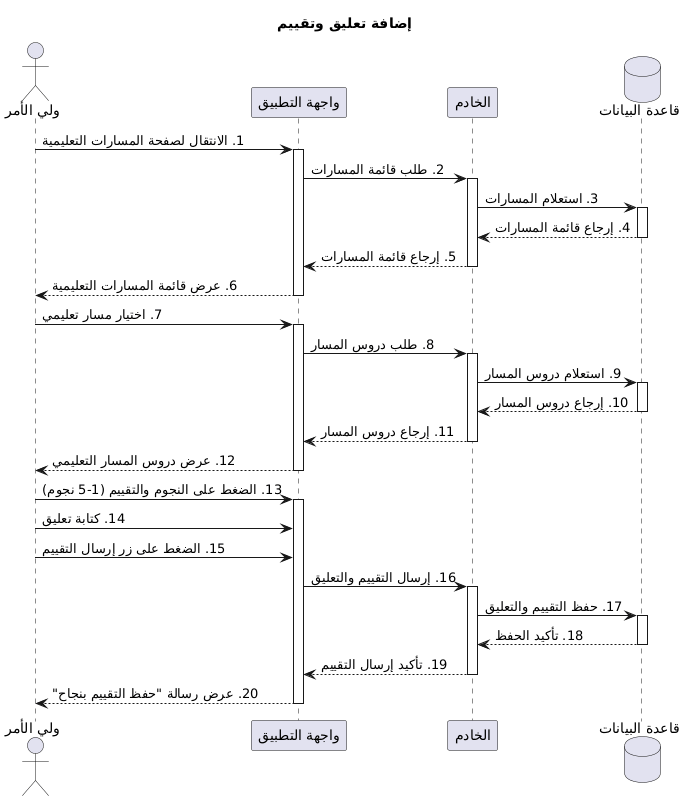 إضافة تعليق وتقييم
ولي الأمر
واجهة التطبيق
الخادم
قاعدة البيانات
1. الانتقال لصفحة المسارات التعليمية
2. طلب قائمة المسارات
3. استعلام المسارات
4. إرجاع قائمة المسارات
5. إرجاع قائمة المسارات
6. عرض قائمة المسارات التعليمية
7. اختيار مسار تعليمي
8. طلب دروس المسار
9. استعلام دروس المسار
10. إرجاع دروس المسار
11. إرجاع دروس المسار
12. عرض دروس المسار التعليمي
13. الضغط على النجوم والتقييم (1-5 نجوم)
14. كتابة تعليق
15. الضغط على زر إرسال التقييم
16. إرسال التقييم والتعليق
17. حفظ التقييم والتعليق
18. تأكيد الحفظ
19. تأكيد إرسال التقييم
20. عرض رسالة "حفظ التقييم بنجاح"
ولي الأمر
واجهة التطبيق
الخادم
قاعدة البيانات